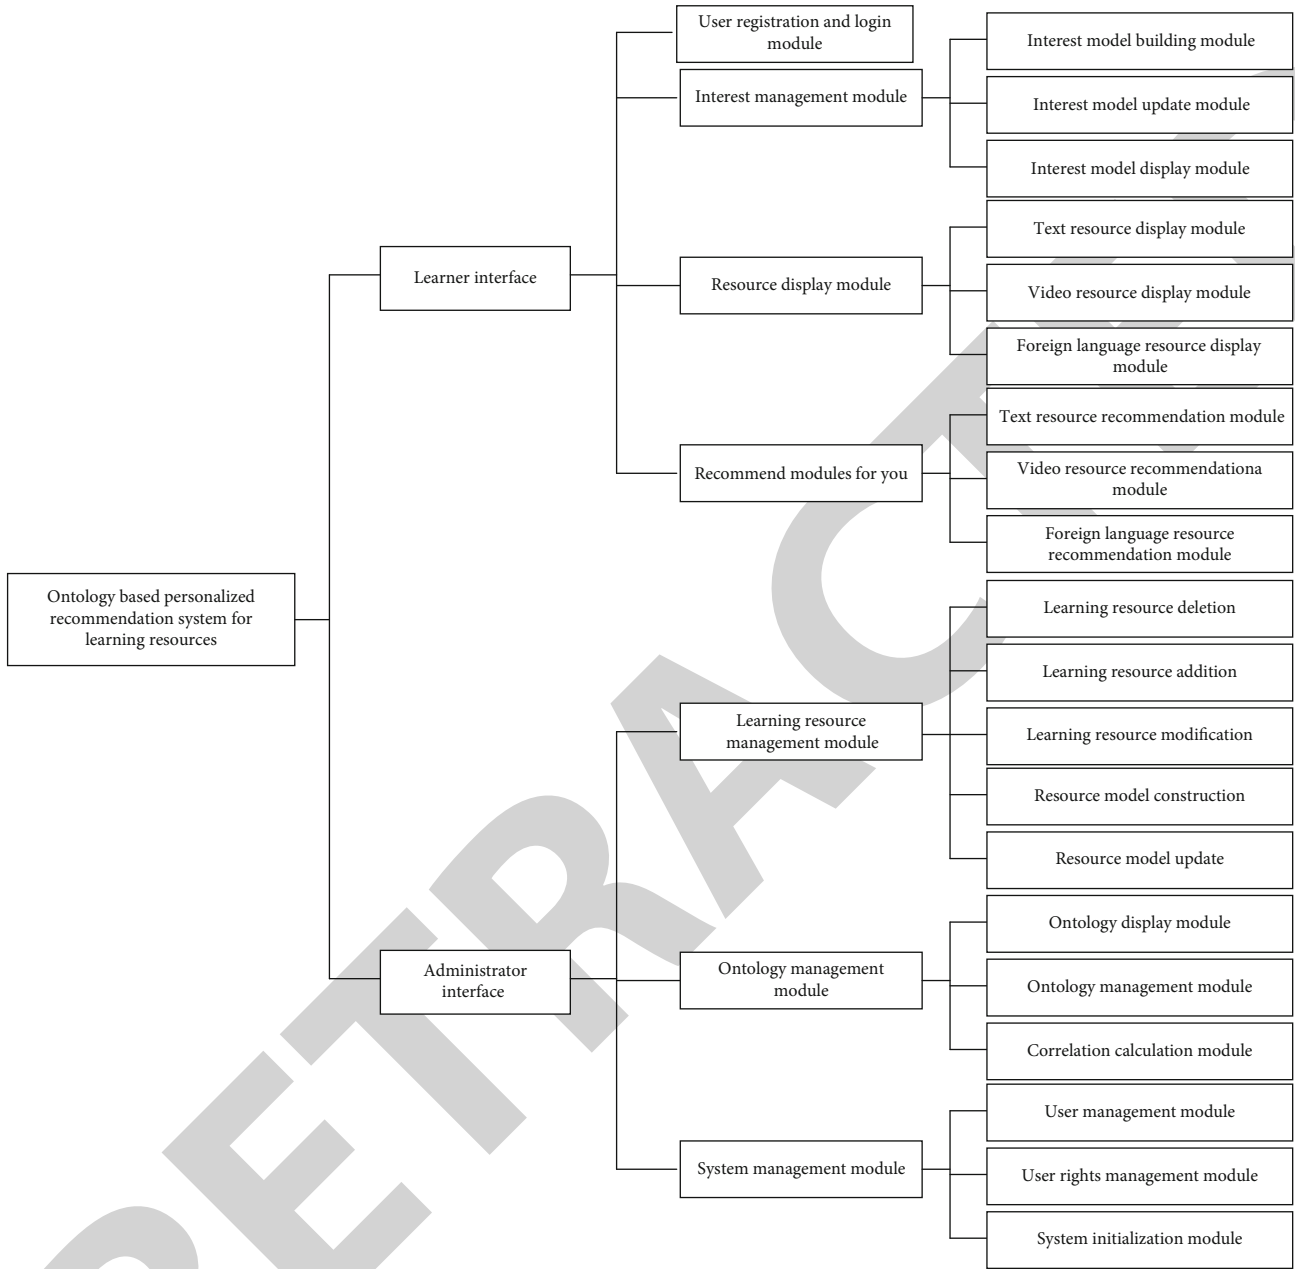 User registration and login
module
Interest management module
Interest model building module
Interest model update module
Interest model display module
Learner interface
Resource display module
Text resource display module
Video resource display module
Foreign language resource display
module
Recommend modules for you
Text resource recommendation module
Video resource recommendationa
module
Foreign language resource
recommendation module
Ontology based personalized
recommendation system for
learning resources
Learning resource
management module
Learning resource deletion
Learning resource addition
Learning resource modification
Resource model construction
Resource model update
Administrator
interface
Ontology management
module
Ontology display module
Ontology management module
Correlation calculation module
System management module
User management module
User rights management module
System initialization module